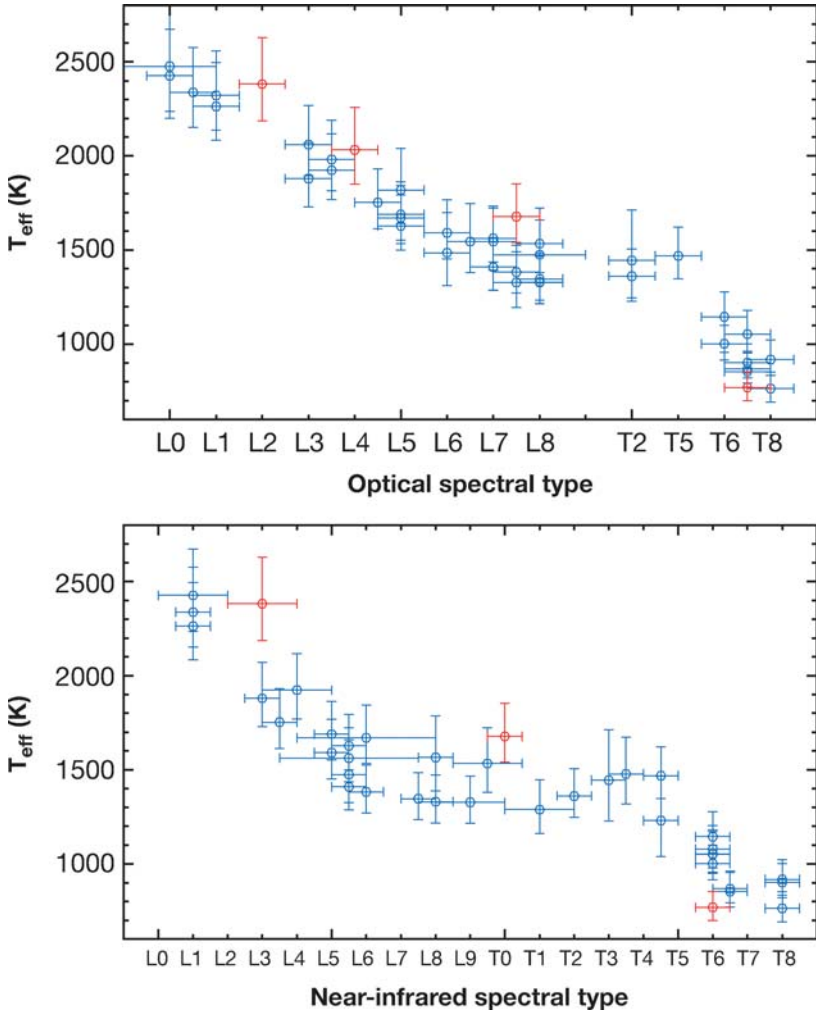 2500
2000
1500
1000
T_eff (K)
L0 L1 L2 L3 L4 L5 L6 L7 L8 T2 T5 T6 T8
Optical spectral type
2500
2000
1500
1000
T_eff (K)
L0 L1 L2 L3 L4 L5 L6 L7 L8 L9 T0 T1 T2 T3 T4 T5 T6 T7 T8
Near-infrared spectral type